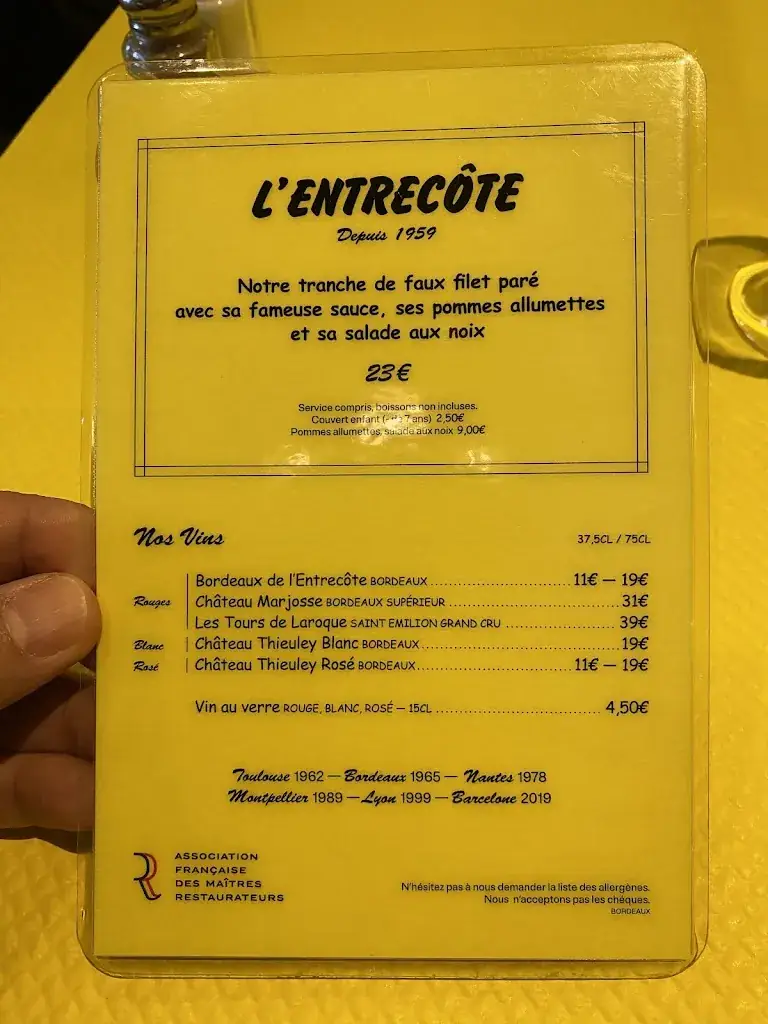 L'ENTRECÔTE
Depuis 1959
Notre tranche de faux filet paré
avec sa fameuse sauce, ses pommes allumettes
et sa salade aux noix
23€
Service compris, boissons non incluses.
Couvert enfant (- de 7 ans) 2,50€
Pommes allumettes, salade aux noix 9,00€
Nos Vins 37,5CL / 75CL
Bordeaux de l'Entrecôte BORDEAUX 11€ — 19€
Rouges Château Marjosse BORDEAUX SUPÉRIEUR 31€
Les Tours de Laroque SAINT EMILION GRAND CRU 39€
Blanc Château Thieuley Blanc BORDEAUX 19€
Rosé Château Thieuley Rosé BORDEAUX 11€ — 19€
Vin au verre ROUGE, BLANC, ROSÉ — 15CL 4,50€
Toulouse 1962 — Bordeaux 1965 — Nantes 1978
Montpellier 1989 — Lyon 1999 — Barcelone 2019
ASSOCIATION
FRANÇAISE
DES MAÎTRES
RESTAURATEURS
N'hésitez pas à nous demander la liste des allergènes.
Nous n'acceptons pas les chéques.
BORDEAUX